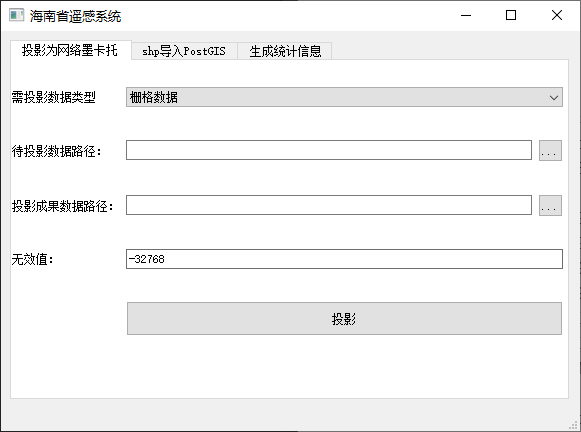 海南省遥感系统
投影为网络墨卡托 shp导入PostGIS 生成统计信息
需投影数据类型 栅格数据
待投影数据路径: ...
投影成果数据路径: ...
无效值: -32768
投影